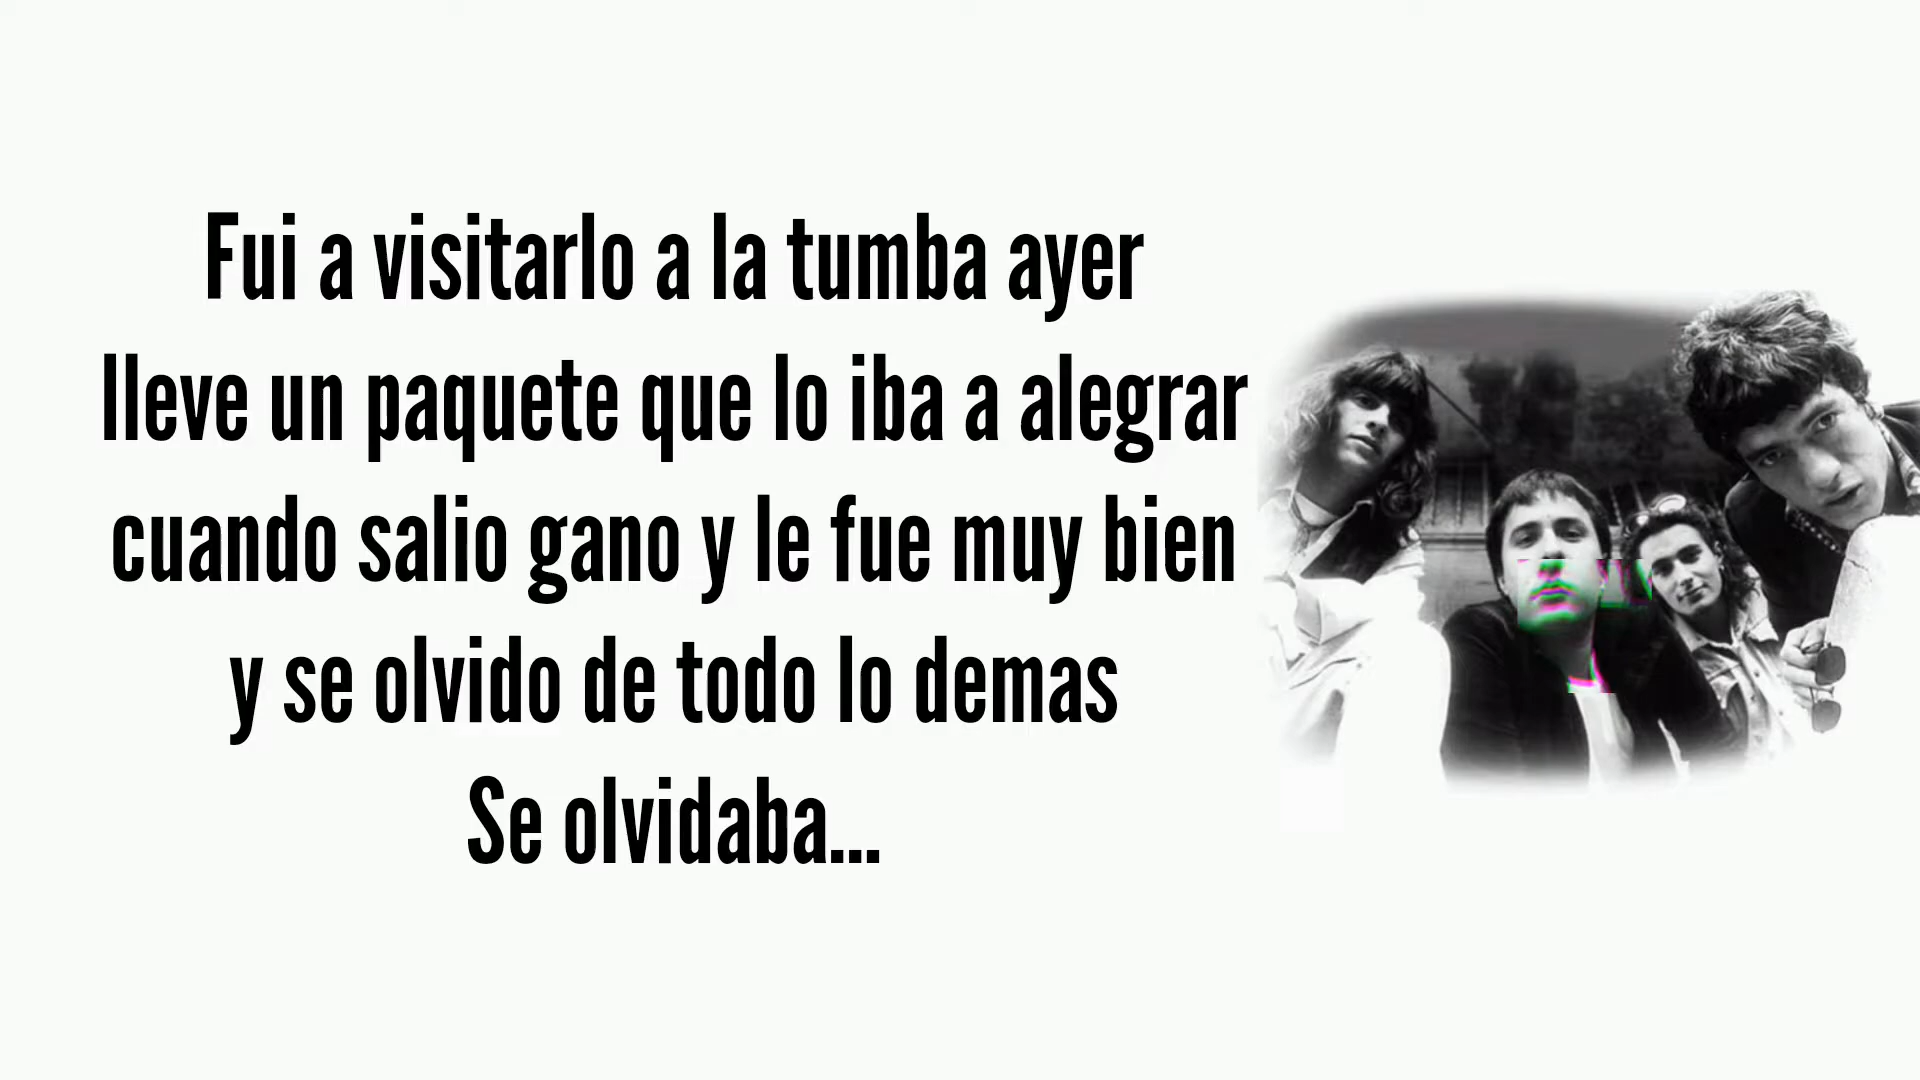 Fui a visitarlo a la tumba ayer
lleve un paquete que lo iba a alegrar
cuando salio gano y le fue muy bien
y se olvido de todo lo demas
Se olvidaba...